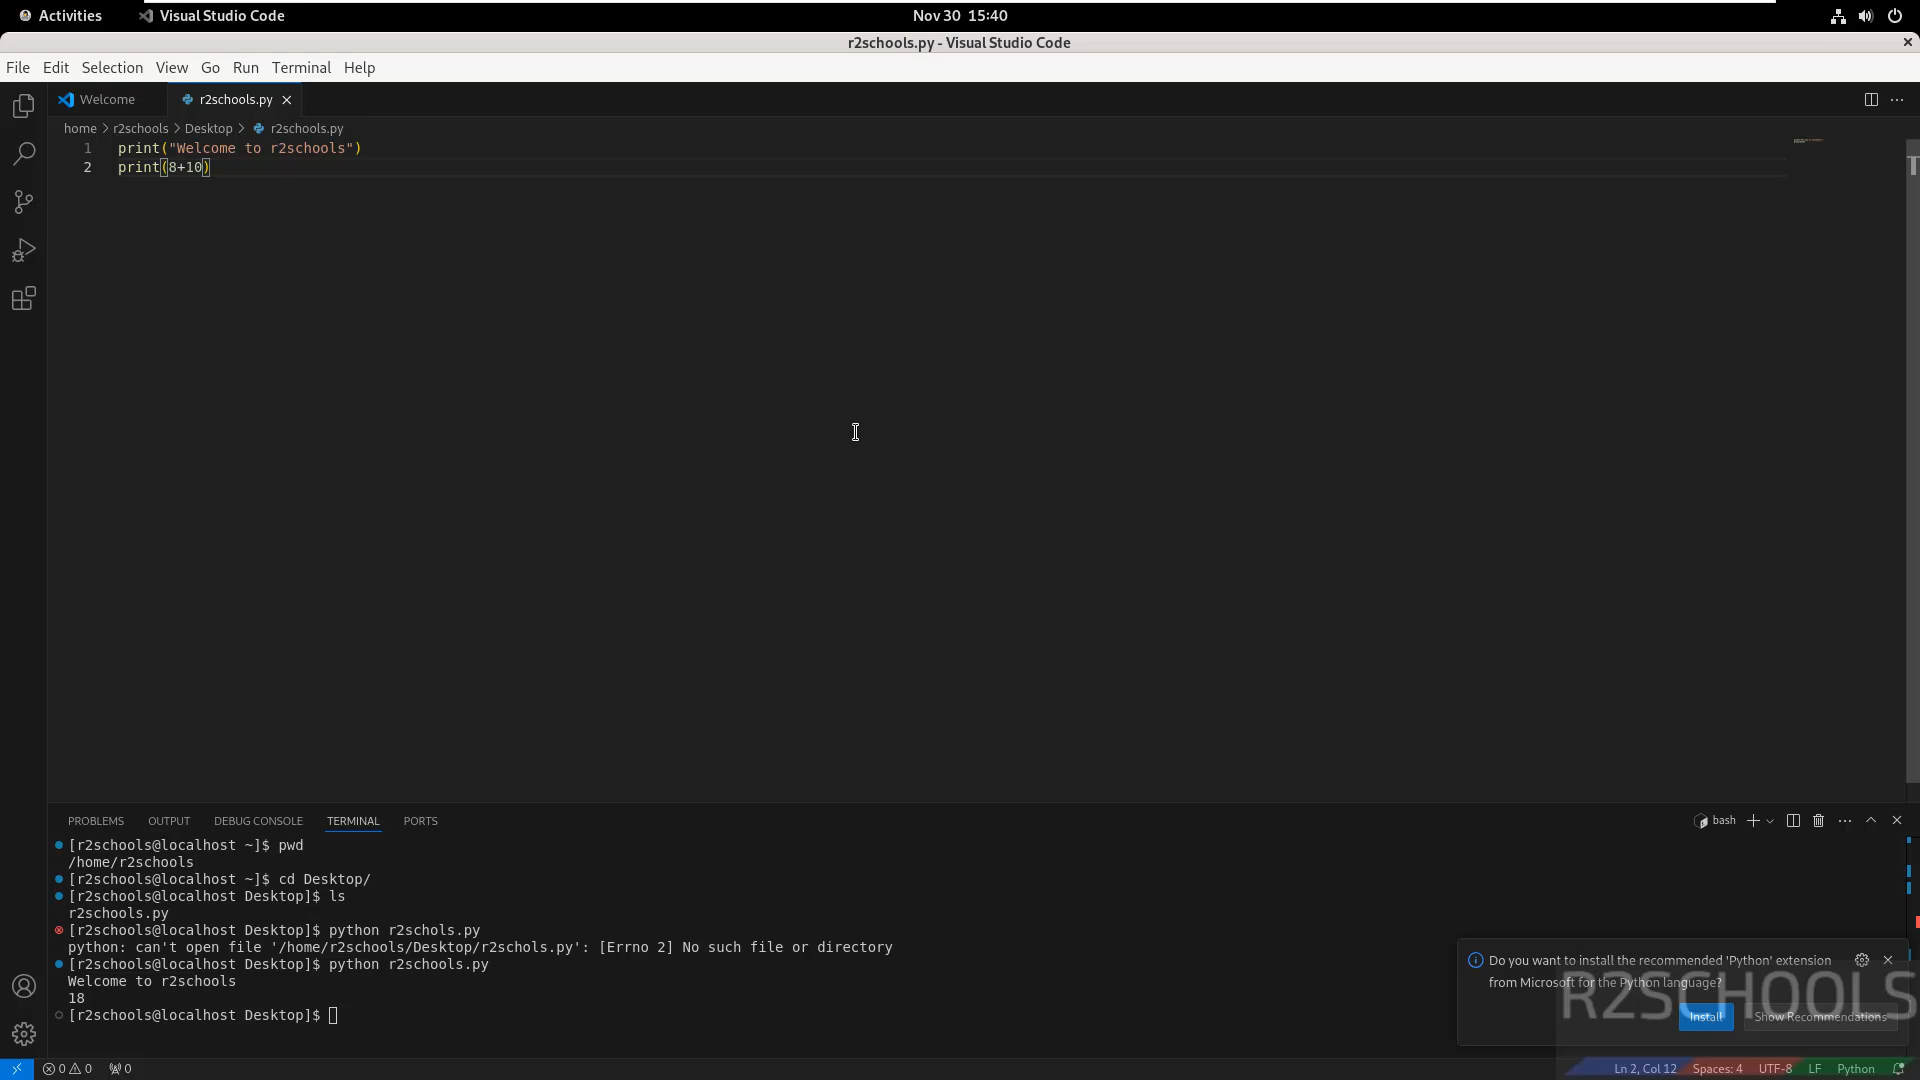 Activities Visual Studio Code Nov 30 15:40
r2schools.py - Visual Studio Code
File Edit Selection View Go Run Terminal Help
Welcome r2schools.py
home > r2schools > Desktop > r2schools.py
1 print("Welcome to r2schools")
2 print(8+10)
PROBLEMS OUTPUT DEBUG CONSOLE TERMINAL PORTS bash
[r2schools@localhost ~]$ pwd
/home/r2schools
[r2schools@localhost ~]$ cd Desktop/
[r2schools@localhost Desktop]$ ls
r2schools.py
[r2schools@localhost Desktop]$ python r2schols.py
python: can't open file '/home/r2schools/Desktop/r2schols.py': [Errno 2] No such file or directory
[r2schools@localhost Desktop]$ python r2schools.py
Welcome to r2schools
18
[r2schools@localhost Desktop]$
Do you want to install the recommended 'Python' extension
from Microsoft for the Python language?
R2SCHOOLS
Install Show Recommendations
0 0 0 Ln 2, Col 12 Spaces: 4 UTF-8 LF Python